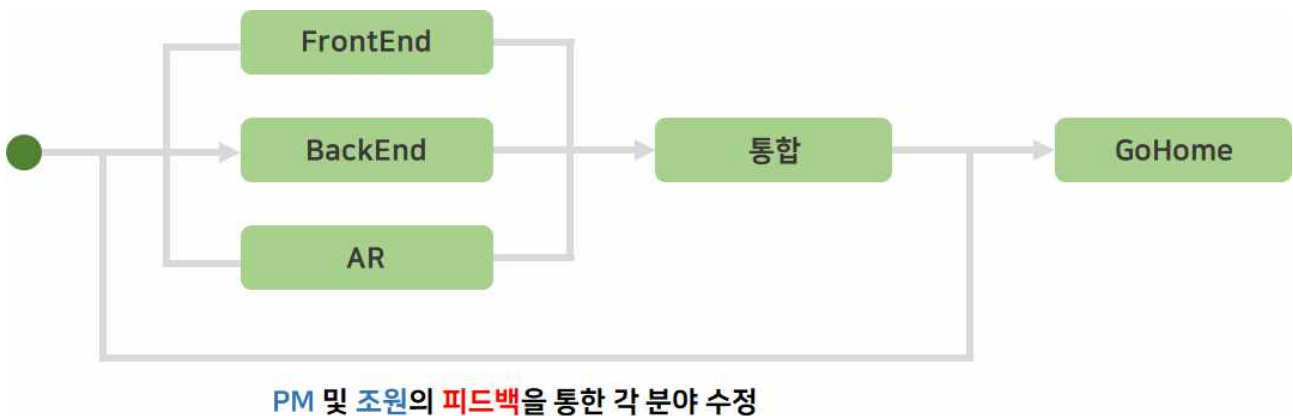 FrontEnd
BackEnd
통합
GoHome
AR
PM 및 조원의 피드백을 통한 각 분야 수정